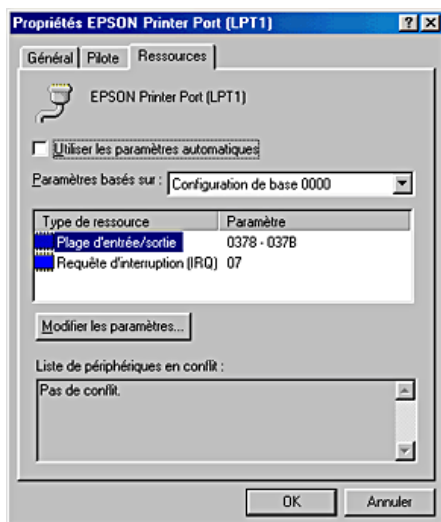 Propriétés EPSON Printer Port (LPT1)
Général Pilote Ressources
EPSON Printer Port (LPT1)
Utiliser les paramètres automatiques
Paramètres basés sur : Configuration de base 0000
Type de ressource Paramètre
Plage d'entrée/sortie 0378 - 037B
Requête d'interruption (IRQ) 07
Modifier les paramètres...
Liste de périphériques en conflit :
Pas de conflit.
OK Annuler